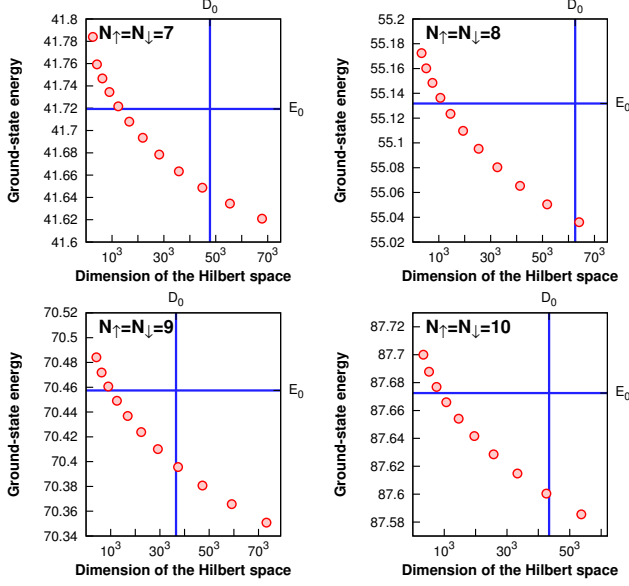 D₀
N↑=N↓=7
Ground-state energy
41.8
41.78
41.76
41.74
41.72
41.7
41.68
41.66
41.64
41.62
41.6
E₀
10³ 30³ 50³ 70³
Dimension of the Hilbert space
D₀
N↑=N↓=8
Ground-state energy
55.2
55.18
55.16
55.14
55.12
55.1
55.08
55.06
55.04
55.02
E₀
10³ 30³ 50³ 70³
Dimension of the Hilbert space
D₀
N↑=N↓=9
Ground-state energy
70.52
70.5
70.48
70.46
70.44
70.42
70.4
70.38
70.36
70.34
E₀
10³ 30³ 50³ 70³
Dimension of the Hilbert space
D₀
N↑=N↓=10
Ground-state energy
87.72
87.7
87.68
87.66
87.64
87.62
87.6
87.58
E₀
10³ 30³ 50³
Dimension of the Hilbert space